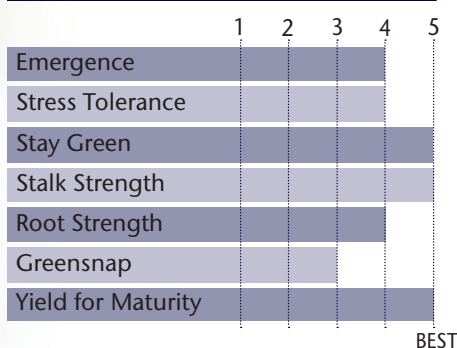 1 2 3 4 5
Emergence
Stress Tolerance
Stay Green
Stalk Strength
Root Strength
Greensnap
Yield for Maturity
BEST